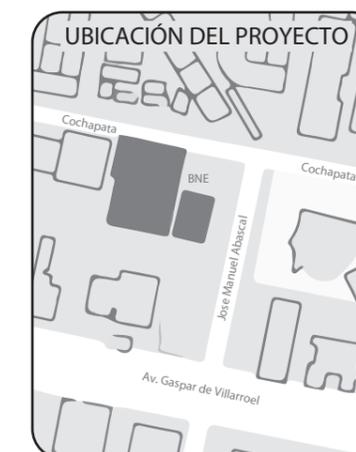 UBICACIÓN DEL PROYECTO
Cochapata
Cochapata
BNE
Jose Manuel Abascal
Av. Gaspar de Villarroel